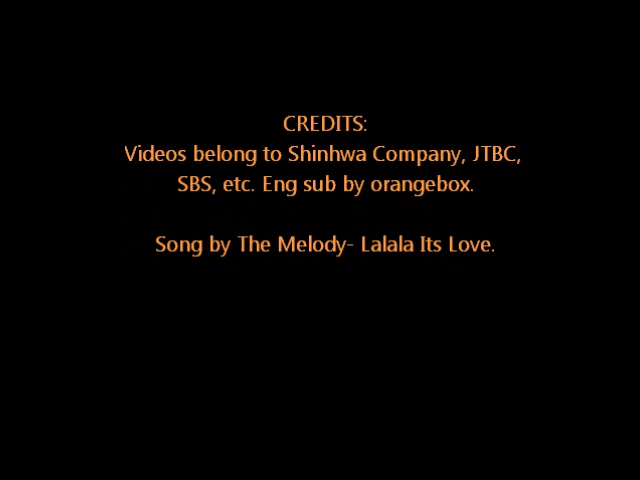 CREDITS:
Videos belong to Shinhwa Company, JTBC,
SBS, etc. Eng sub by orangebox.
Song by The Melody- Lalala Its Love.